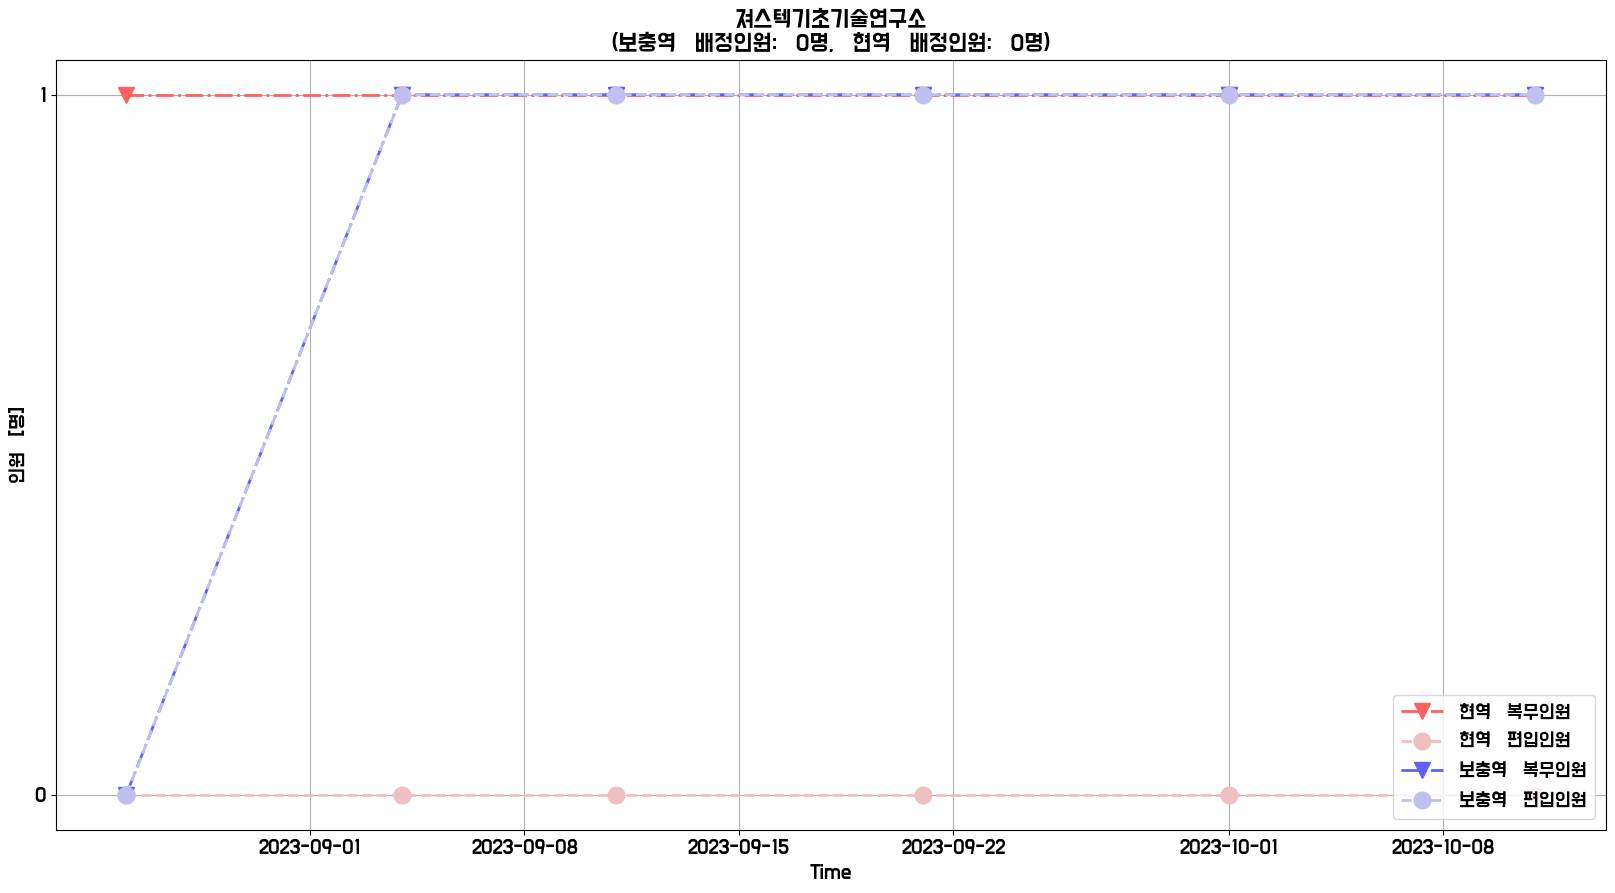 져스텍기초기술연구소
(보충역 배정인원: 0명, 현역 배정인원: 0명)
1
인원 [명]
0
2023-09-01 2023-09-08 2023-09-15 2023-09-22 2023-10-01 2023-10-08
Time
현역 복무인원
현역 편입인원
보충역 복무인원
보충역 편입인원